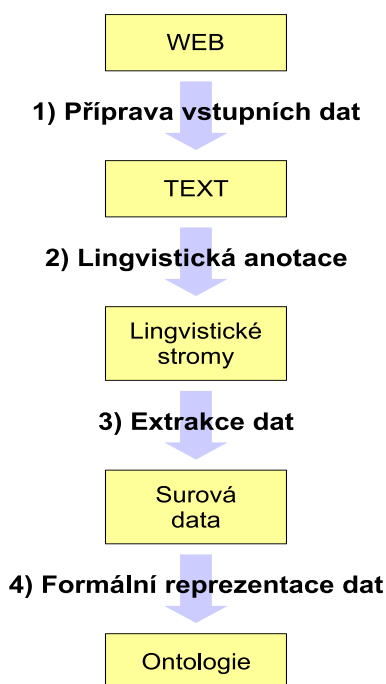 WEB
1) Příprava vstupních dat
TEXT
2) Lingvistická anotace
Lingvistické
stromy
3) Extrakce dat
Surová
data
4) Formální reprezentace dat
Ontologie